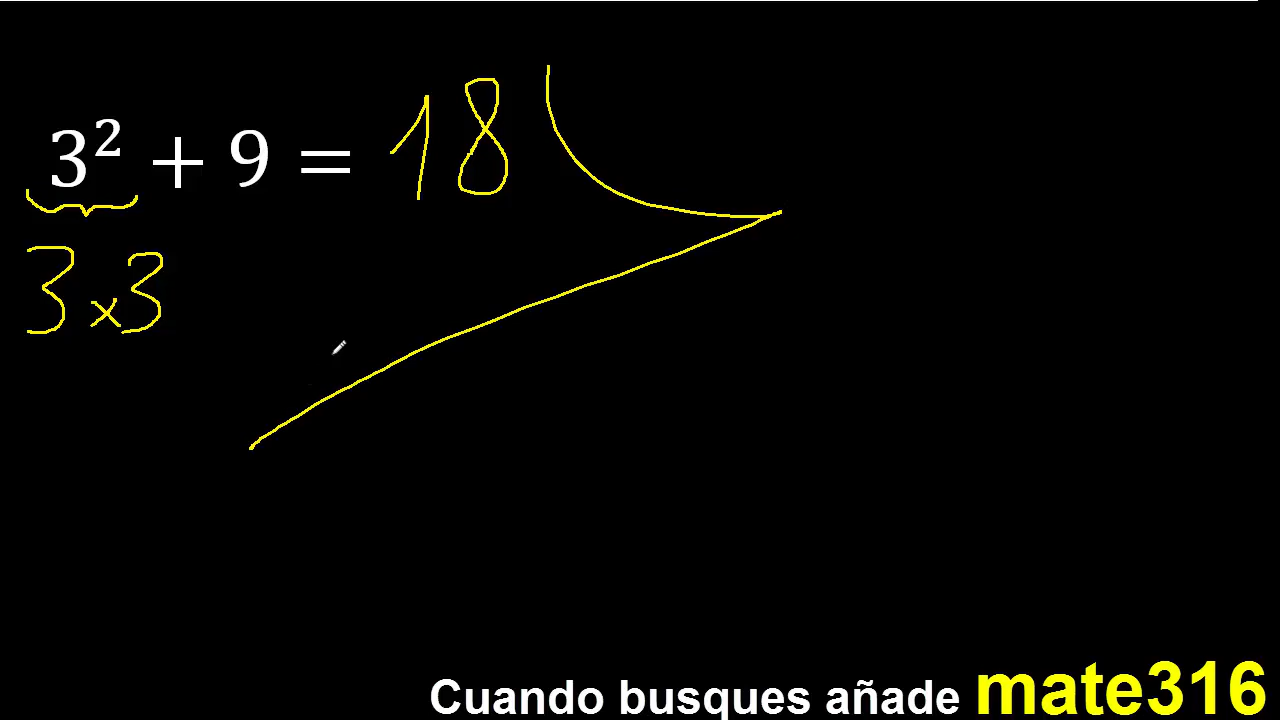 3² + 9 = 18
3x3
Cuando busques añade mate316